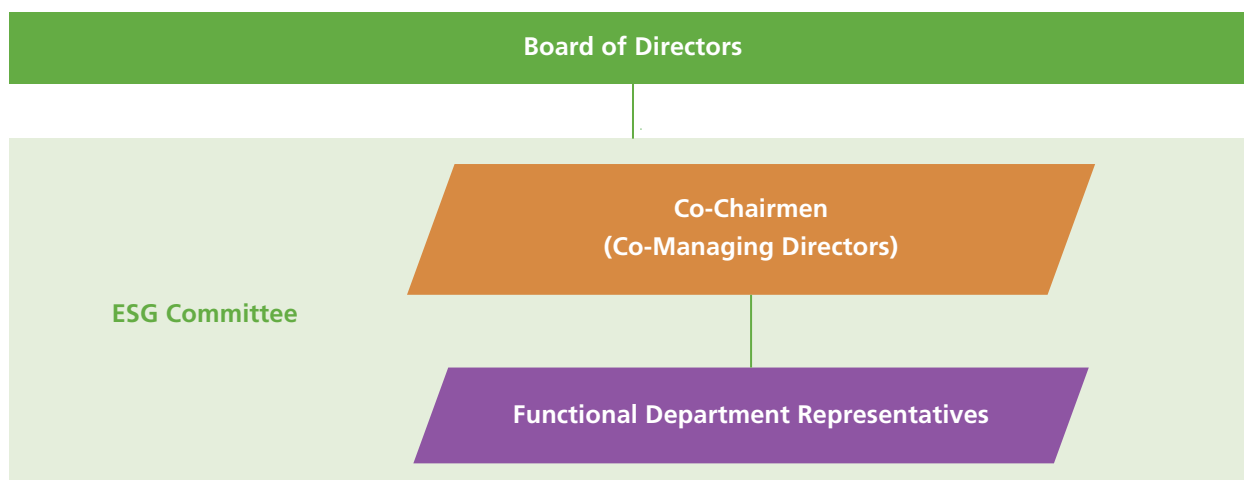 Board of Directors
Co-Chairmen
(Co-Managing Directors)
ESG Committee
Functional Department Representatives